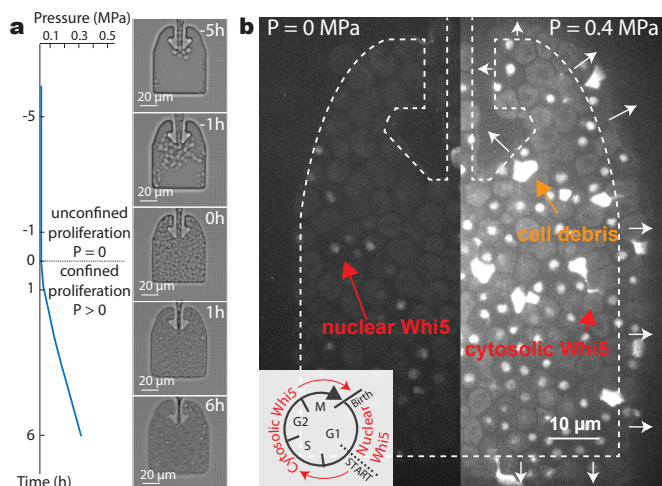 a
Pressure (MPa)
0 0.3 0.5
-5
-1
0
1
6
Time (h)
unconfined
proliferation
P = 0
confined
proliferation
P > 0
-5h
20 µm
-1h
20 µm
0h
20 µm
1h
20 µm
6h
20 µm
b
P = 0 MPa
P = 0.4 MPa
cell debris
nuclear Whi5
cytosolic Whi5
10 µm
Cytosolic Whi5
Nuclear
Whi5
Birth
M
G2
G1
S
START